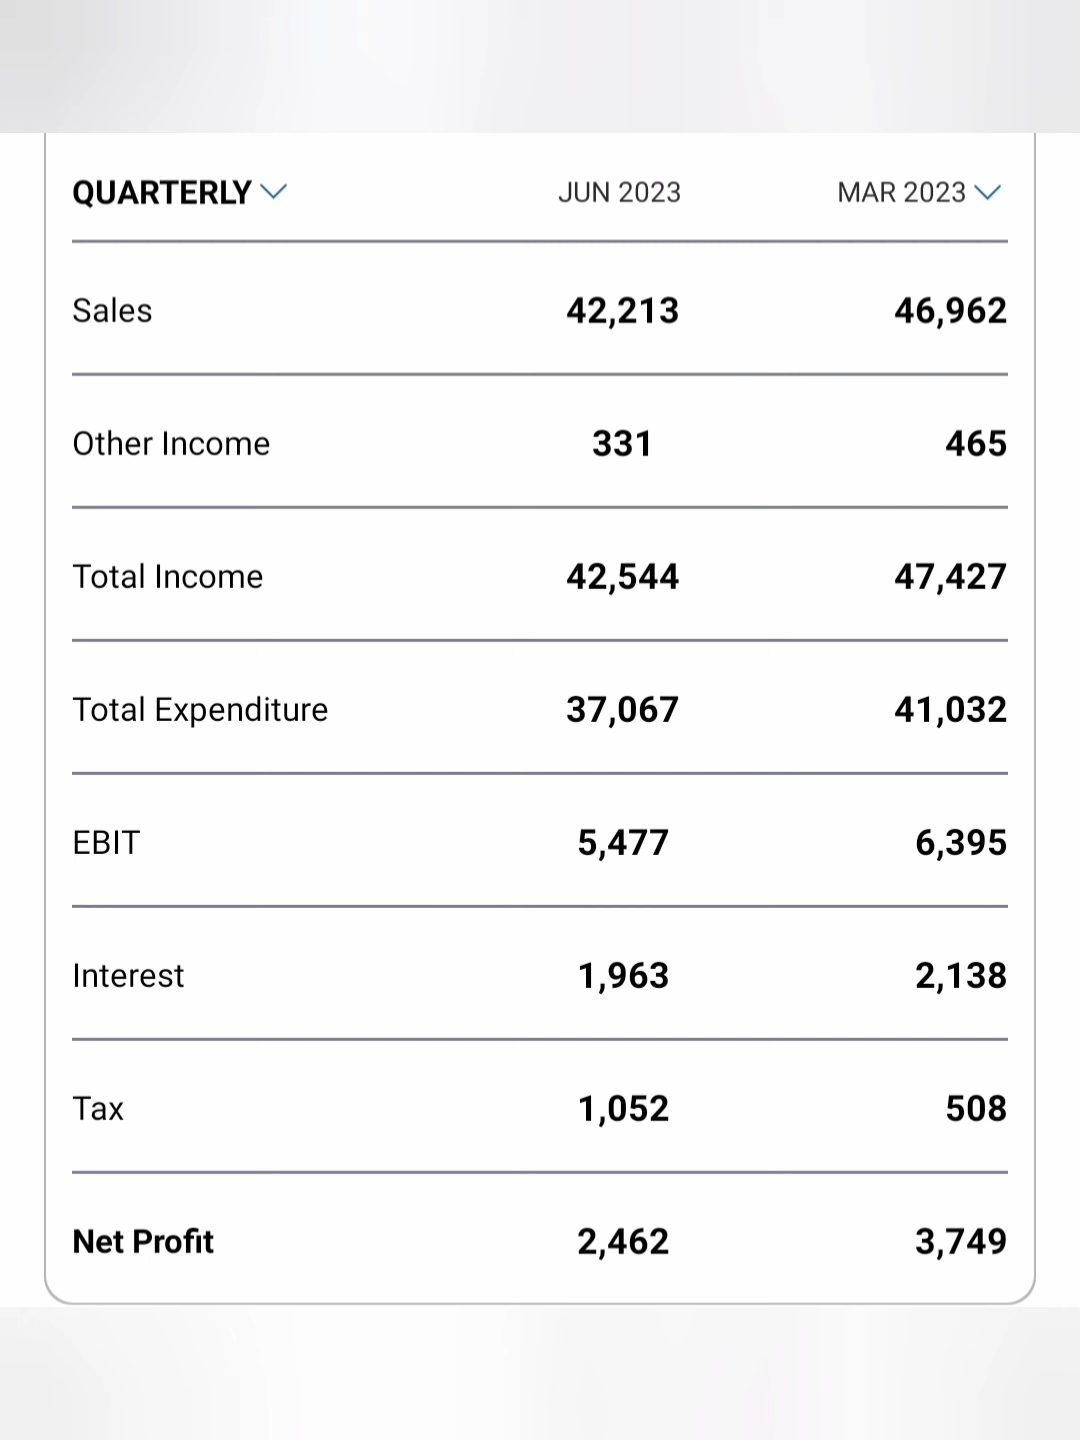 QUARTERLY JUN 2023 MAR 2023
Sales 42,213 46,962
Other Income 331 465
Total Income 42,544 47,427
Total Expenditure 37,067 41,032
EBIT 5,477 6,395
Interest 1,963 2,138
Tax 1,052 508
Net Profit 2,462 3,749